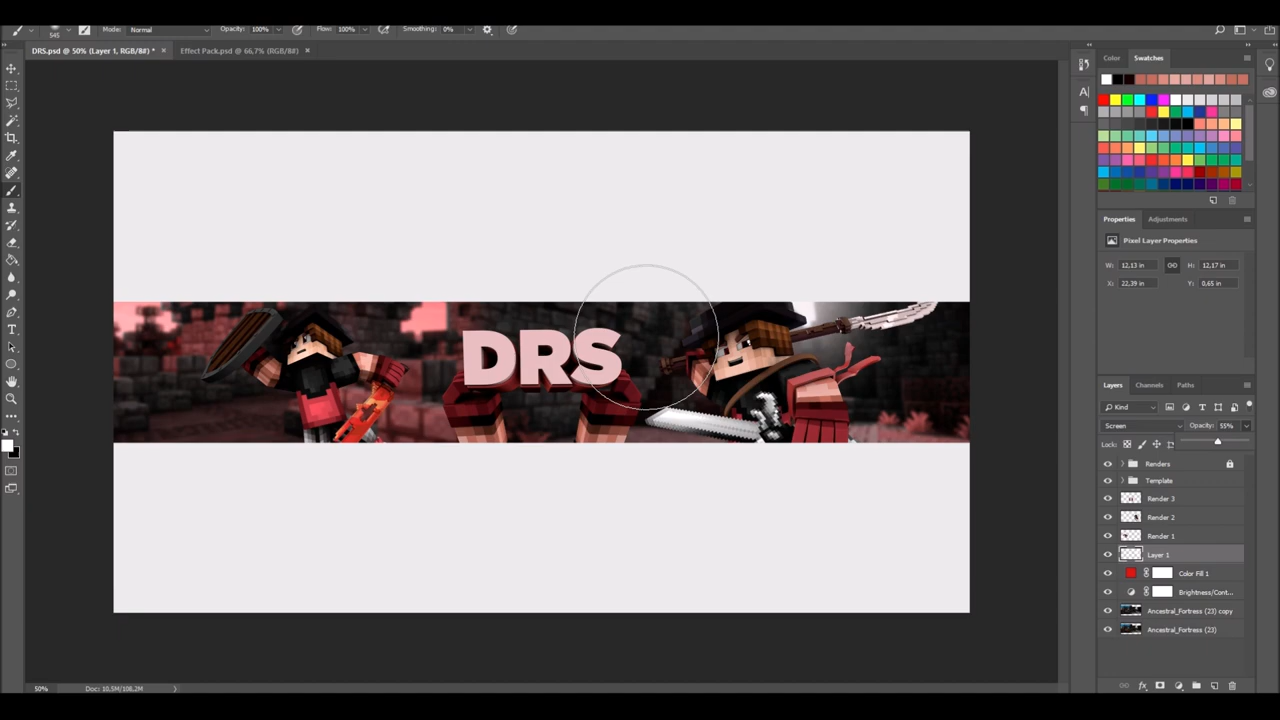 545 Mode: Normal Opacity: 100% Flow: 100% Smoothing: 0%
DRS.psd @ 50% (Layer 1, RGB/8#) * × Effect Pack.psd @ 66,7% (RGB/8#) ×
Color Swatches
Properties Adjustments
Pixel Layer Properties
W: 12,13 in H: 12,17 in
X: 22,39 in Y: 0,65 in
DRS
Layers Channels Paths
Kind
Screen Opacity: 55%
Lock:
Renders
Template
Render 3
Render 2
Render 1
Layer 1
Color Fill 1
Brightness/Cont...
Ancestral_Fortress (23) copy
Ancestral_Fortress (23)
50% Doc: 10,5M/108,2M